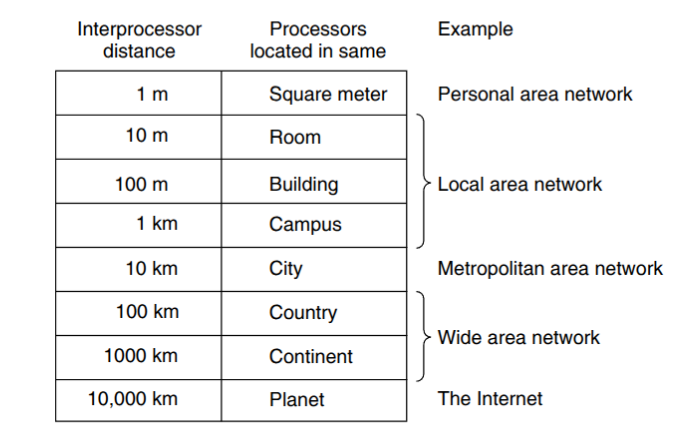 Interprocessor distance Processors located in same Example
1 m Square meter Personal area network
10 m Room
100 m Building Local area network
1 km Campus
10 km City Metropolitan area network
100 km Country
Wide area network
1000 km Continent
10,000 km Planet The Internet